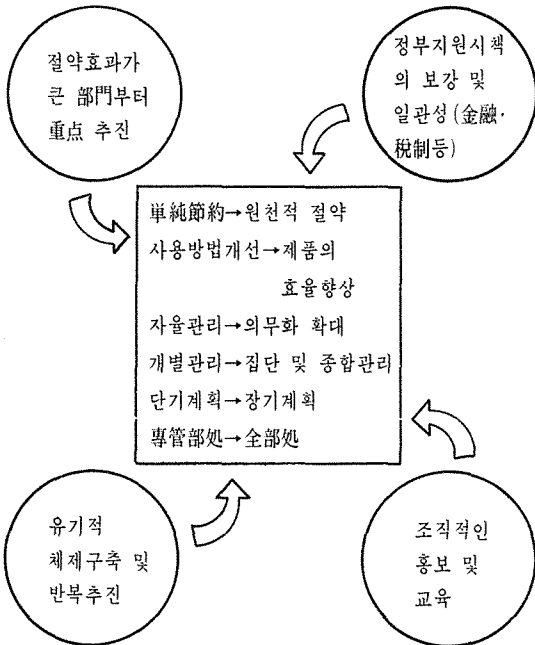 절약효과가
큰 部門부터
重点 추진
정부지원시책
의 보강 및
일관성(金融·
稅制등)
単純節約→원천적 절약
사용방법개선→제품의
효율향상
자율관리→의무화 확대
개별관리→집단 및 종합관리
단기계획→장기계획
專管部処→全部処
유기적
체제구축 및
반복추진
조직적인
홍보 및
교육